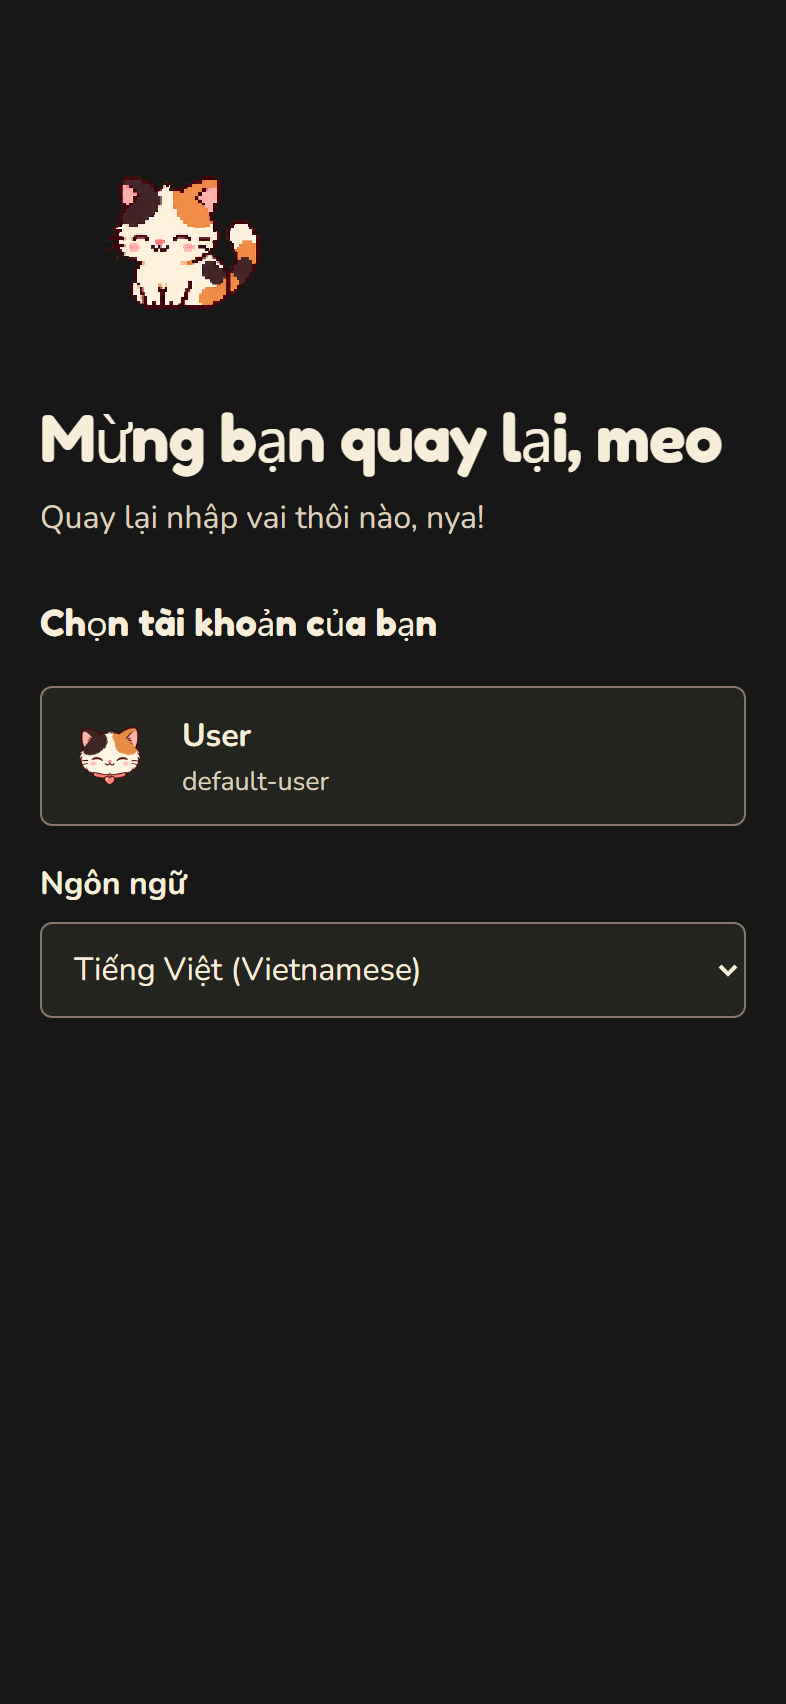 Mừng bạn quay lại, meo
Quay lại nhập vai thôi nào, nya!
Chọn tài khoản của bạn
User
default-user
Ngôn ngữ
Tiếng Việt (Vietnamese)